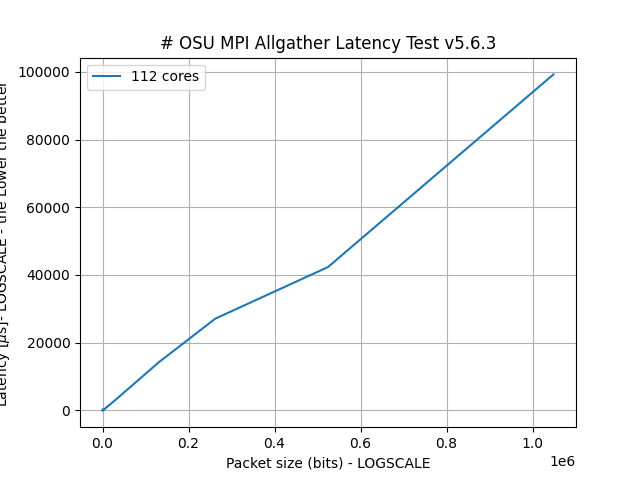 # OSU MPI Allgather Latency Test v5.6.3
112 cores
100000
80000
60000
40000
20000
0
Latency [μs]- LOGSCALE - the Lower the better
0.0 0.2 0.4 0.6 0.8 1.0
1e6
Packet size (bits) - LOGSCALE